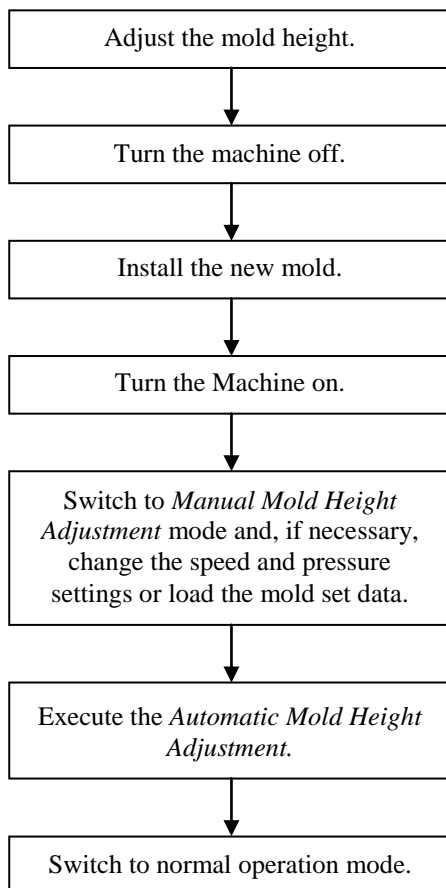 Adjust the mold height.
Turn the machine off.
Install the new mold.
Turn the Machine on.
Switch to Manual Mold Height
Adjustment mode and, if necessary,
change the speed and pressure
settings or load the mold set data.
Execute the Automatic Mold Height
Adjustment.
Switch to normal operation mode.